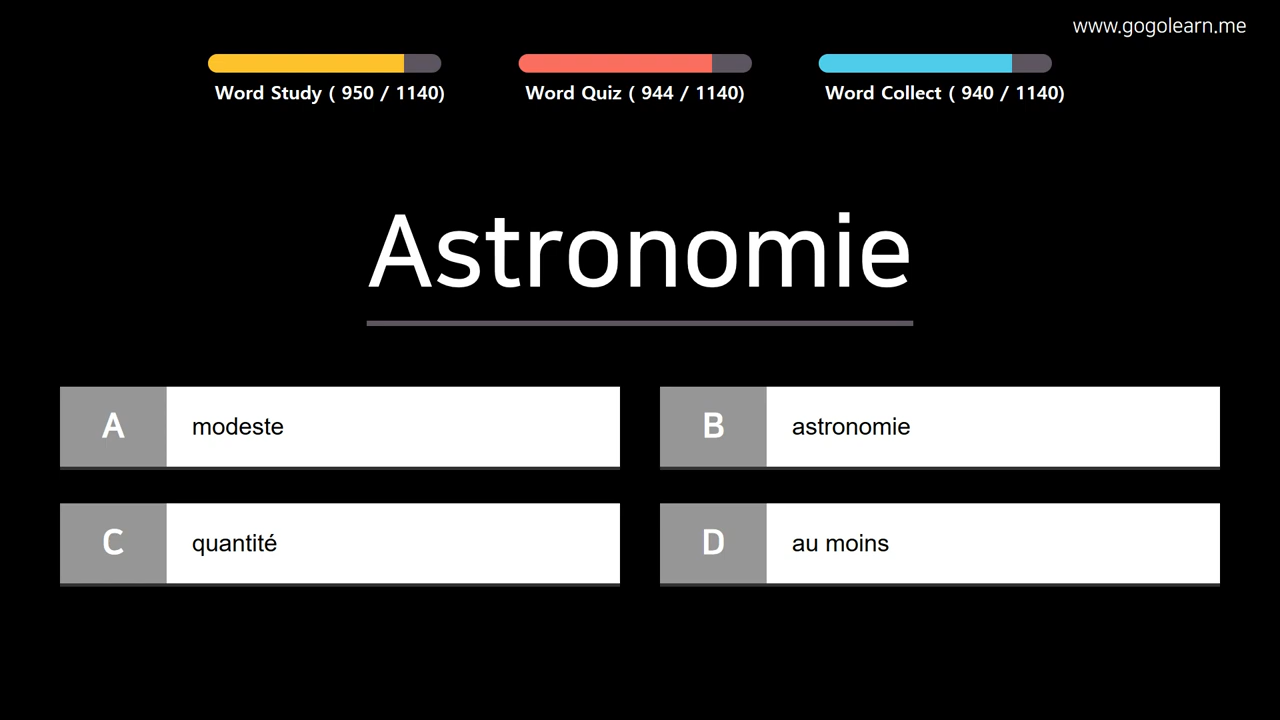 www.gogolearn.me
Word Study ( 950 / 1140)
Word Quiz ( 944 / 1140)
Word Collect ( 940 / 1140)
Astronomie
A modeste
B astronomie
C quantité
D au moins